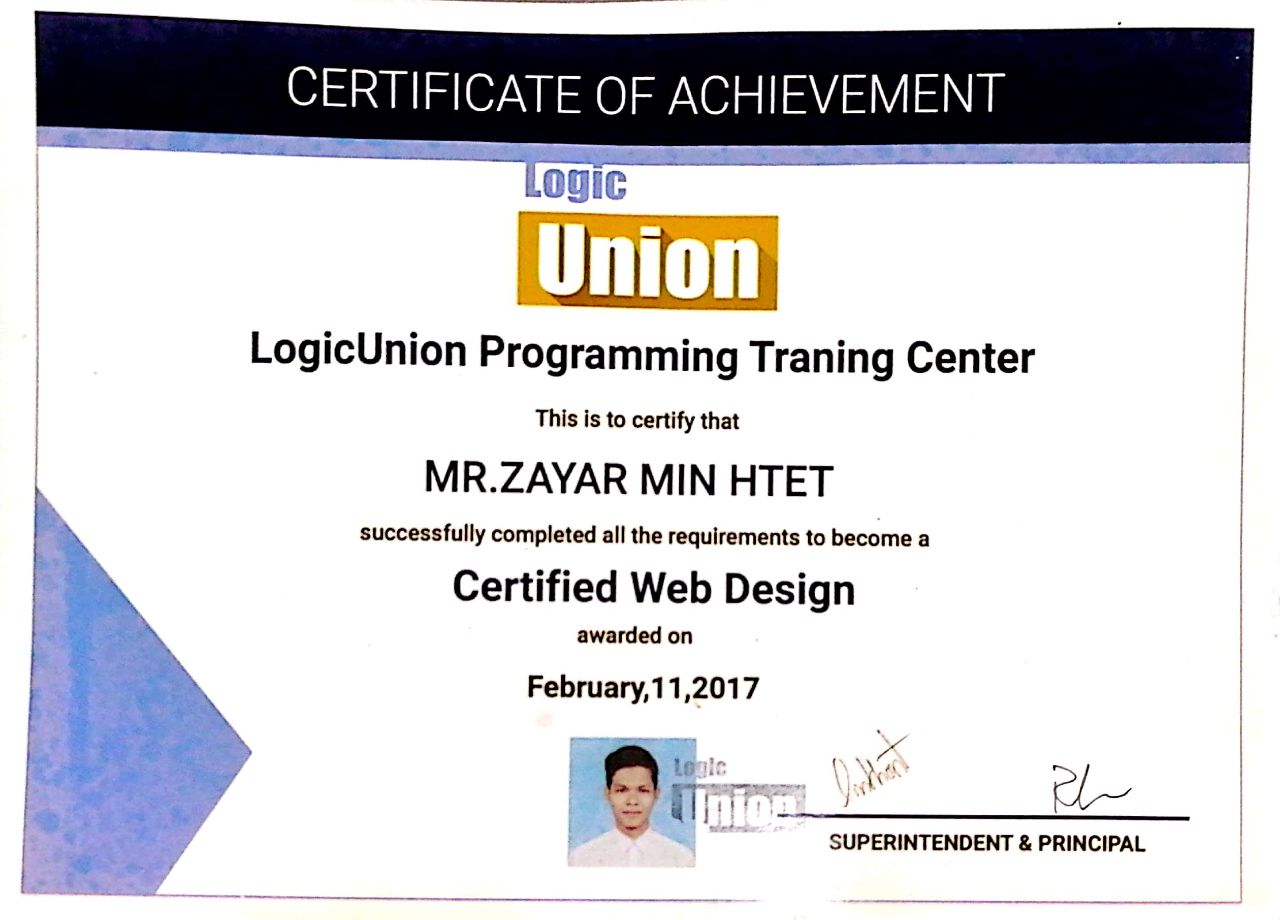 CERTIFICATE OF ACHIEVEMENT
Logic
Union
LogicUnion Programming Traning Center
This is to certify that
MR.ZAYAR MIN HTET
successfully completed all the requirements to become a
Certified Web Design
awarded on
February,11,2017
Logic
Union
SUPERINTENDENT & PRINCIPAL